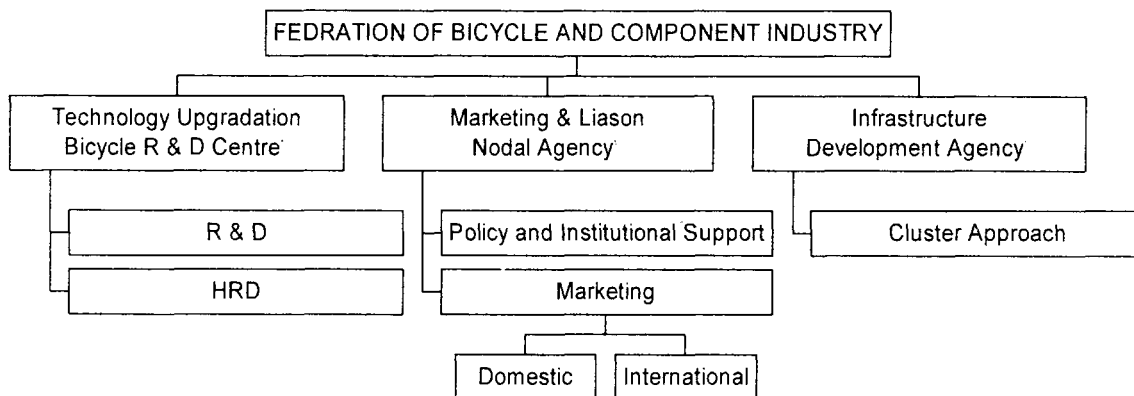 FEDRATION OF BICYCLE AND COMPONENT INDUSTRY
Technology Upgradation
Bicycle R & D Centre
Marketing & Liason
Nodal Agency
Infrastructure
Development Agency
R & D
Policy and Institutional Support
Cluster Approach
HRD
Marketing
Domestic
International